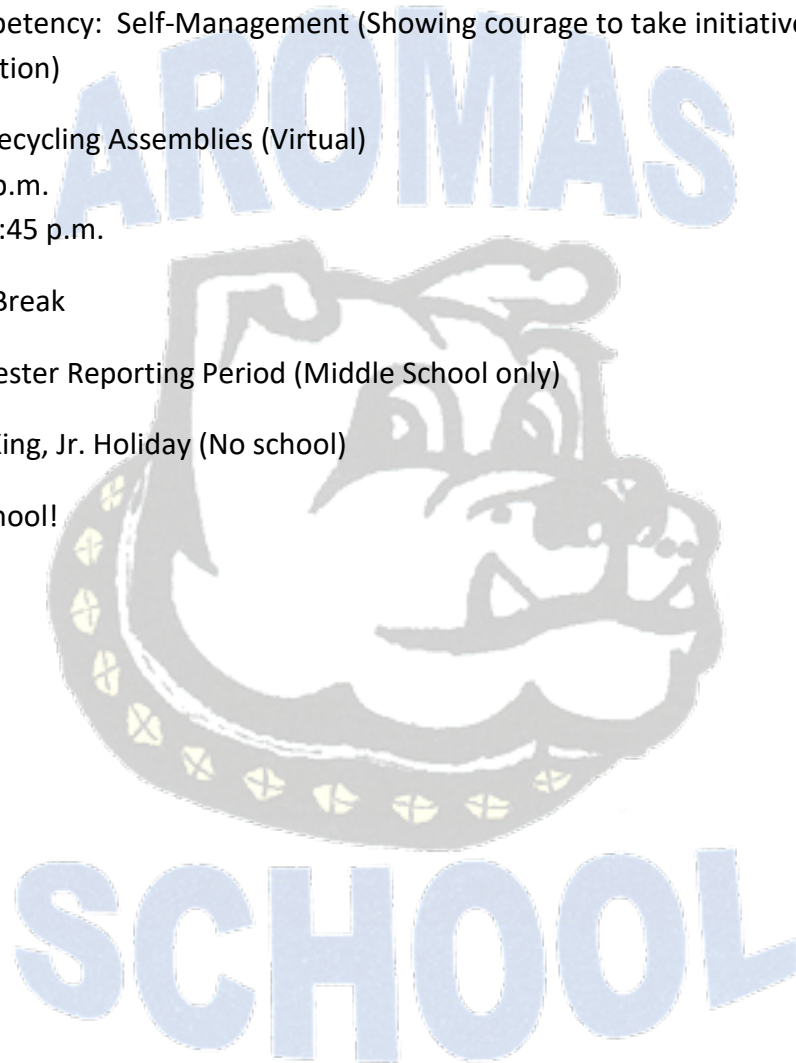 petency: Self-Management (Showing courage to take initiative
tion)
AROMAS
ecycling Assemblies (Virtual)
p.m.
:45 p.m.
Break
ester Reporting Period (Middle School only)
King, Jr. Holiday (No school)
hool!
SCHOOL